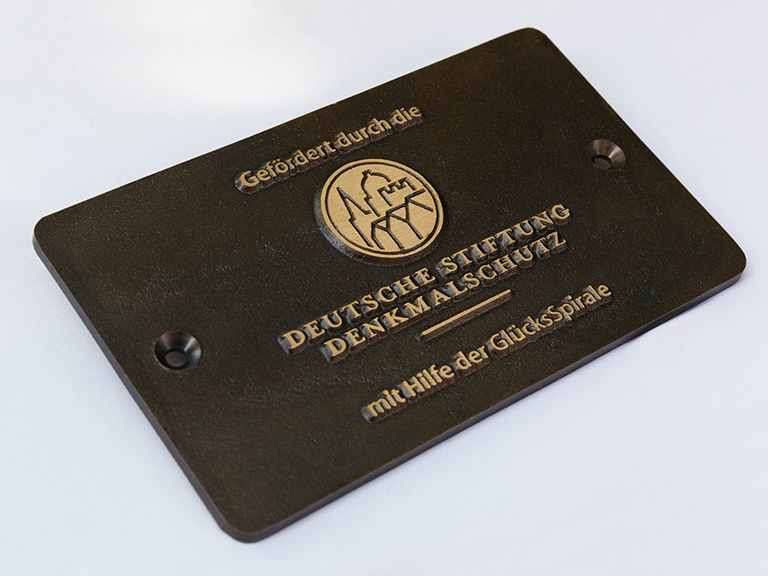 Gefördert durch die
DEUTSCHE STIFTUNG
DENKMALSCHUTZ
mit Hilfe der GlücksSpirale